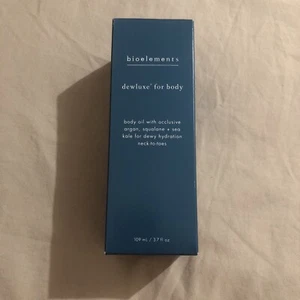 bioelements
dewluxe® for body
body oil with occlusive
argan, squalane + sea
kale for dewy hydration
neck-to-toes
109 ml / 3.7 fl oz